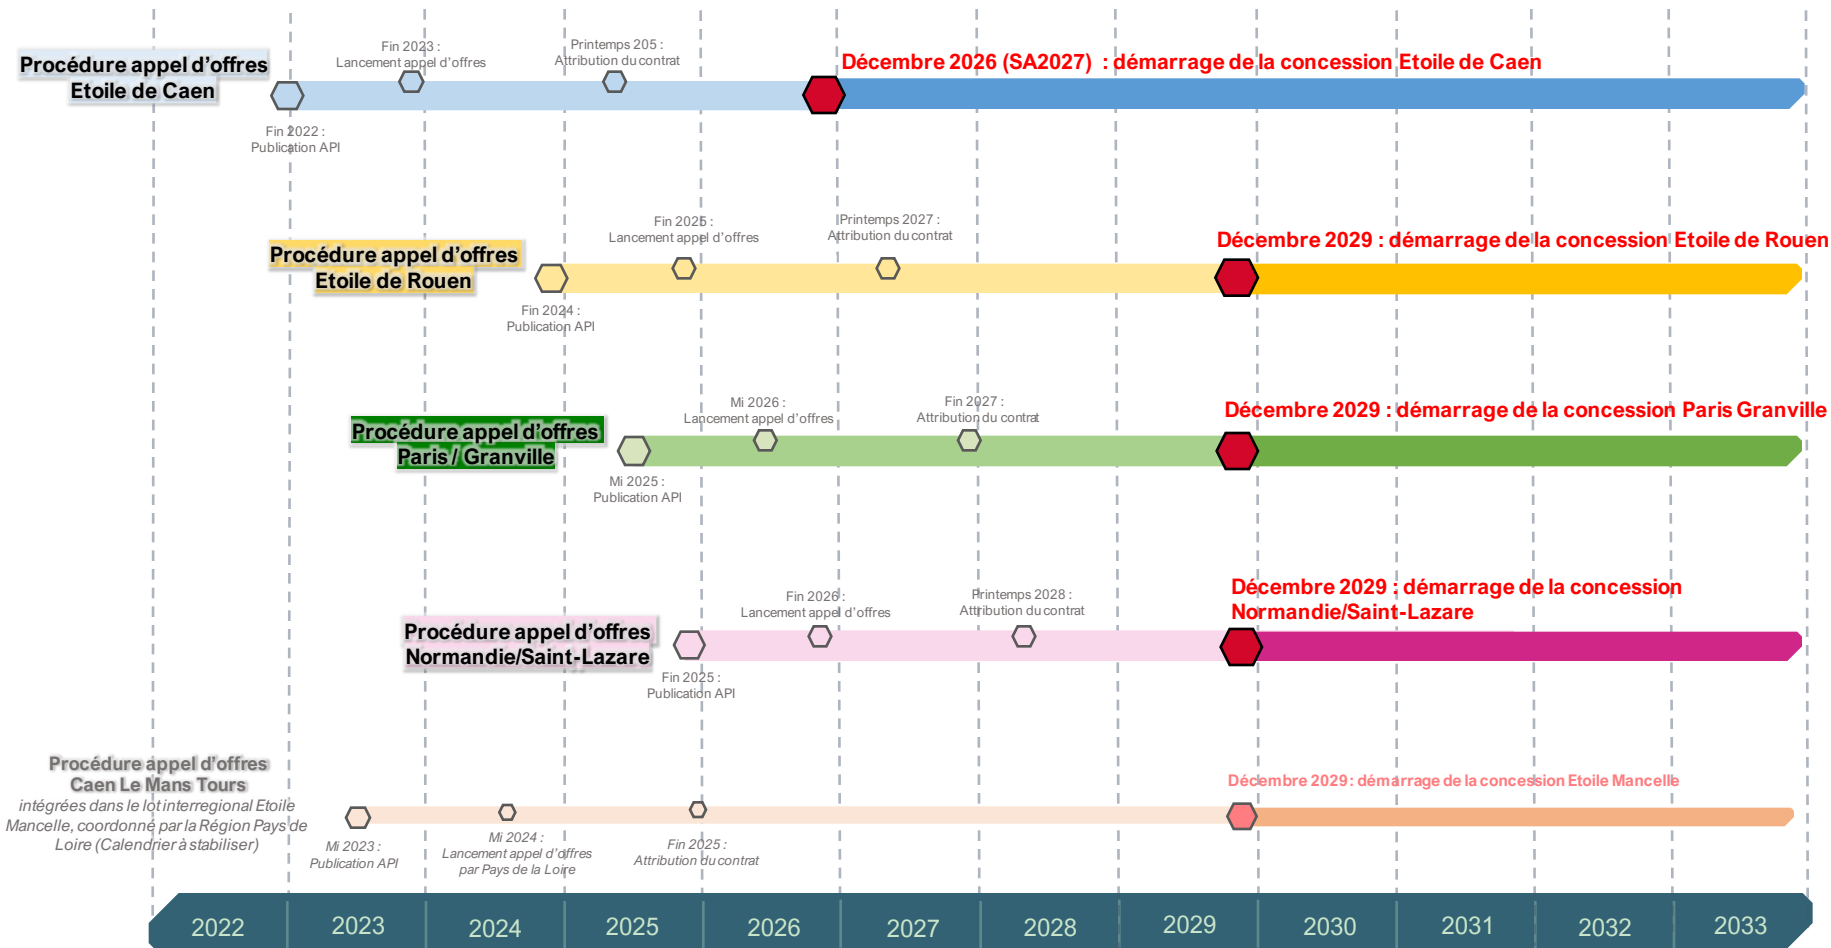 Procédure appel d'offres
Etoile de Caen
Fin 2023 :
Lancement appel d'offres
Printemps 205 :
Attribution du contrat
Décembre 2026 (SA2027) : démarrage de la concession Etoile de Caen
Fin 2022 :
Publication API
Procédure appel d'offres
Etoile de Rouen
Fin 2025 :
Lancement appel d'offres
Printemps 2027 :
Attribution du contrat
Décembre 2029 : démarrage de la concession Etoile de Rouen
Fin 2024 :
Publication API
Procédure appel d'offres
Paris / Granville
Mi 2026 :
Lancement appel d'offres
Fin 2027 :
Attribution du contrat
Décembre 2029 : démarrage de la concession Paris Granville
Mi 2025 :
Publication API
Procédure appel d'offres
Normandie/Saint-Lazare
Fin 2026 :
Lancement appel d'offres
Printemps 2028 :
Attribution du contrat
Décembre 2029 : démarrage de la concession
Normandie/Saint-Lazare
Fin 2025 :
Publication API
Procédure appel d'offres
Caen Le Mans Tours
intégrées dans le lot interregional Etoile
Mancelle, coordonné par la Région Pays de
Loire (Calendrier à stabiliser)
Mi 2023 :
Publication API
Mi 2024 :
Lancement appel d'offres
par Pays de la Loire
Fin 2025 :
Attribution du contrat
Décembre 2029 : démarrage de la concession Etoile Mancelle
2022
2023
2024
2025
2026
2027
2028
2029
2030
2031
2032
2033